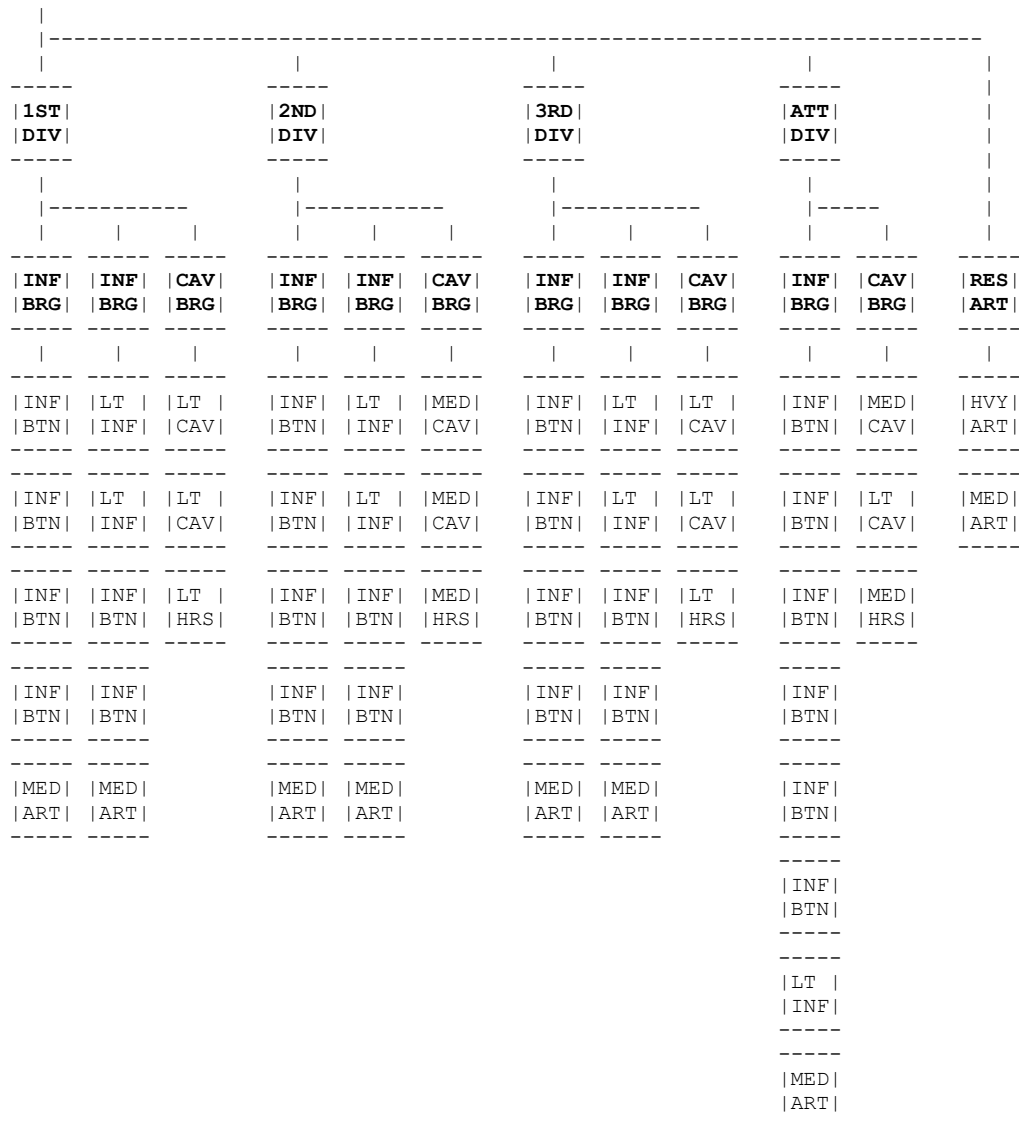 |
  |-------------------------------------------------------------------------
  |                   |                   |                   |             |
-----               -----               -----               -----           |
|1ST|               |2ND|               |3RD|               |ATT|           |
|DIV|               |DIV|               |DIV|               |DIV|           |
-----               -----               -----               -----           |
  |                   |                   |                   |             |
  |-----------        |-----------        |-----------        |-----        |
  |     |     |       |     |     |       |     |     |       |     |       |
----- ----- -----   ----- ----- -----   ----- ----- -----   ----- -----   -----
|INF| |INF| |CAV|   |INF| |INF| |CAV|   |INF| |INF| |CAV|   |INF| |CAV|   |RES|
|BRG| |BRG| |BRG|   |BRG| |BRG| |BRG|   |BRG| |BRG| |BRG|   |BRG| |BRG|   |ART|
----- ----- -----   ----- ----- -----   ----- ----- -----   ----- -----   -----
  |     |     |       |     |     |       |     |     |       |     |       |
----- ----- -----   ----- ----- -----   ----- ----- -----   ----- -----   -----
|INF| |LT | |LT |   |INF| |LT | |MED|   |INF| |LT | |LT |   |INF| |MED|   |HVY|
|BTN| |INF| |CAV|   |BTN| |INF| |CAV|   |BTN| |INF| |CAV|   |BTN| |CAV|   |ART|
----- ----- -----   ----- ----- -----   ----- ----- -----   ----- -----   -----
----- ----- -----   ----- ----- -----   ----- ----- -----   ----- -----   -----
|INF| |LT | |LT |   |INF| |LT | |MED|   |INF| |LT | |LT |   |INF| |LT |   |MED|
|BTN| |INF| |CAV|   |BTN| |INF| |CAV|   |BTN| |INF| |CAV|   |BTN| |CAV|   |ART|
----- ----- -----   ----- ----- -----   ----- ----- -----   ----- -----   -----
----- ----- -----   ----- ----- -----   ----- ----- -----   ----- -----
|INF| |INF| |LT |   |INF| |INF| |MED|   |INF| |INF| |LT |   |INF| |MED|
|BTN| |BTN| |HRS|   |BTN| |BTN| |HRS|   |BTN| |BTN| |HRS|   |BTN| |HRS|
----- ----- -----   ----- ----- -----   ----- ----- -----   ----- -----
----- -----         ----- -----         ----- -----         -----
|INF| |INF|         |INF| |INF|         |INF| |INF|         |INF|
|BTN| |BTN|         |BTN| |BTN|         |BTN| |BTN|         |BTN|
----- -----         ----- -----         ----- -----         -----
----- -----         ----- -----         ----- -----         -----
|MED| |MED|         |MED| |MED|         |MED| |MED|         |INF|
|ART| |ART|         |ART| |ART|         |ART| |ART|         |BTN|
----- -----         ----- -----         ----- -----         -----
                                                            -----
                                                            |INF|
                                                            |BTN|
                                                            -----
                                                            -----
                                                            |LT |
                                                            |INF|
                                                            -----
                                                            -----
                                                            |MED|
                                                            |ART|